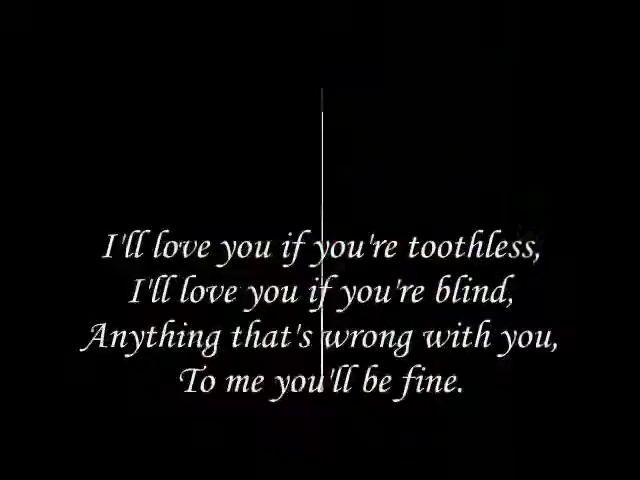 I'll love you if you're toothless,
I'll love you if you're blind,
Anything that's wrong with you,
To me you'll be fine.